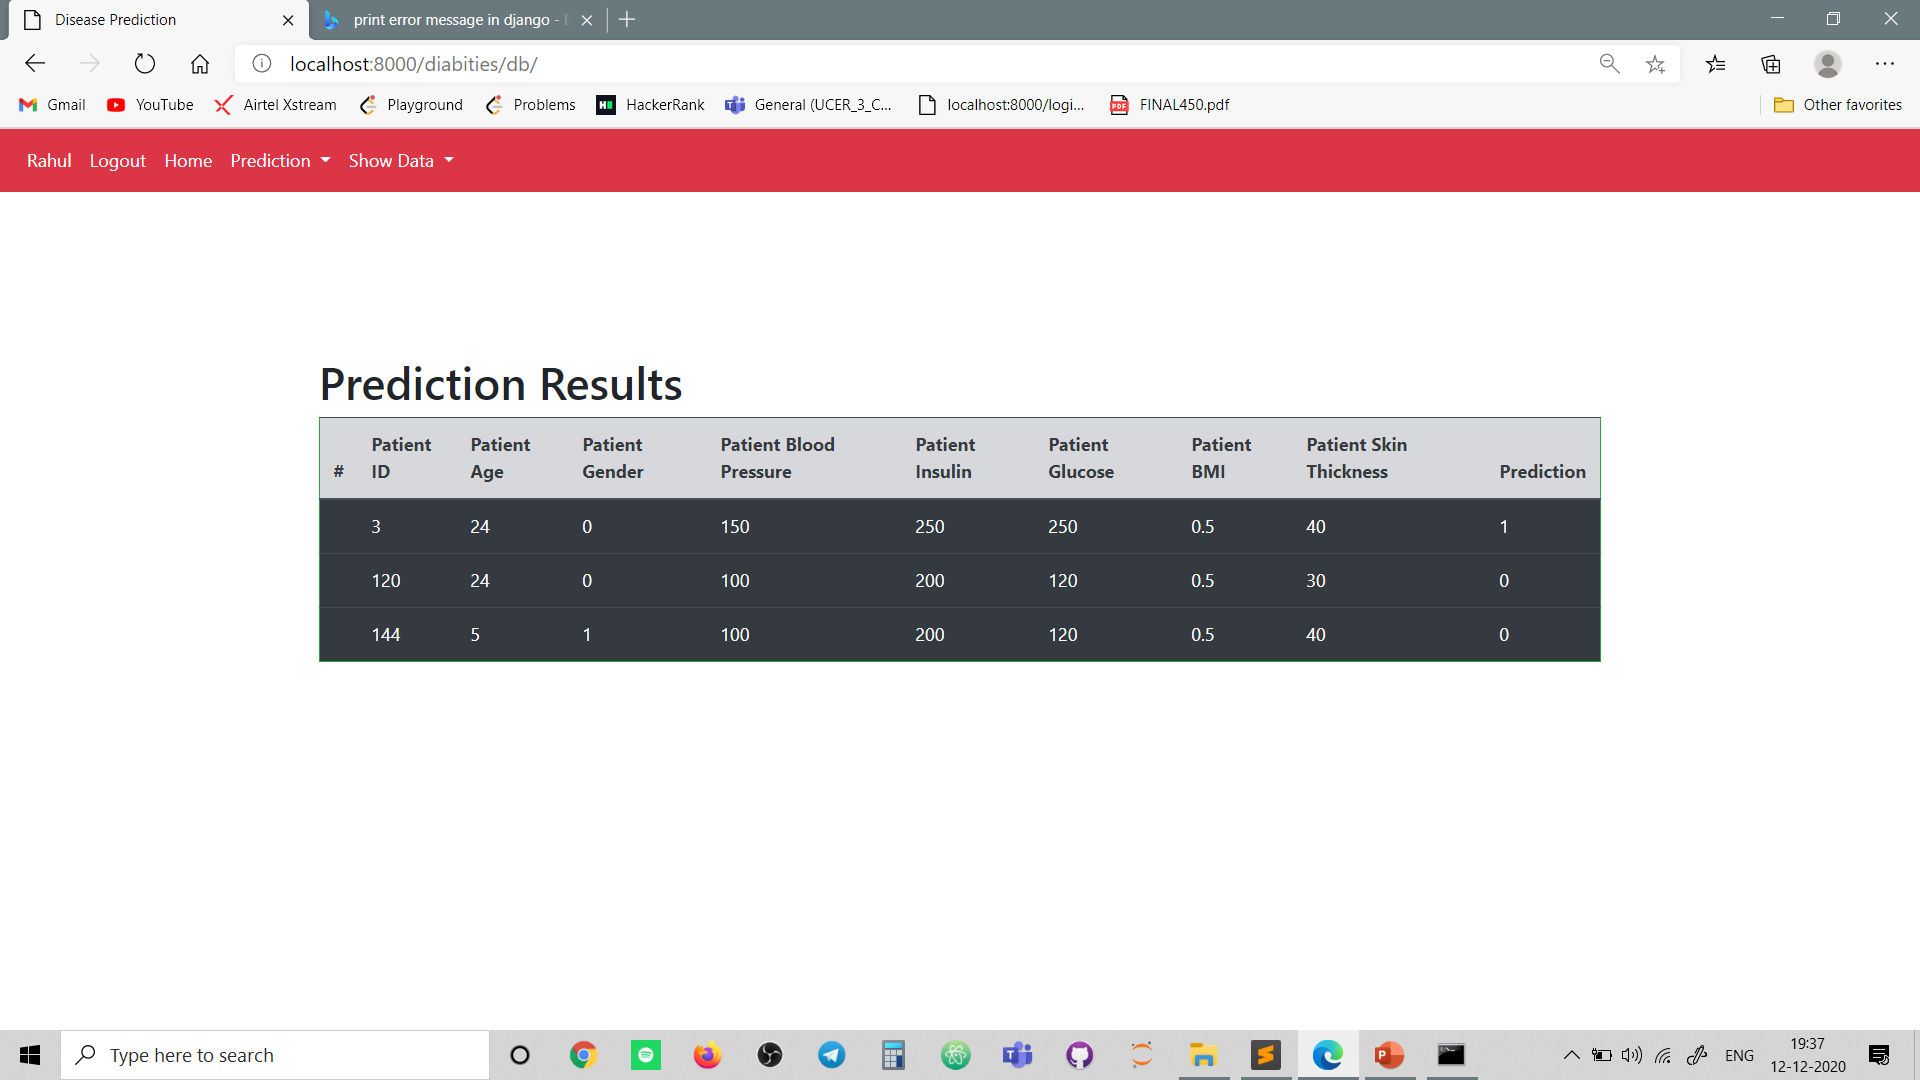 Disease Prediction
print error message in django -
localhost:8000/diabities/db/
Gmail YouTube Airtel Xstream Playground Problems HackerRank General (UCER_3_C... localhost:8000/logi... FINAL450.pdf Other favorites
Rahul Logout Home Prediction Show Data
Prediction Results
# Patient ID Patient Age Patient Gender Patient Blood Pressure Patient Insulin Patient Glucose Patient BMI Patient Skin Thickness Prediction
3 24 0 150 250 250 0.5 40 1
120 24 0 100 200 120 0.5 30 0
144 5 1 100 200 120 0.5 40 0
Type here to search
ENG
19:37
12-12-2020